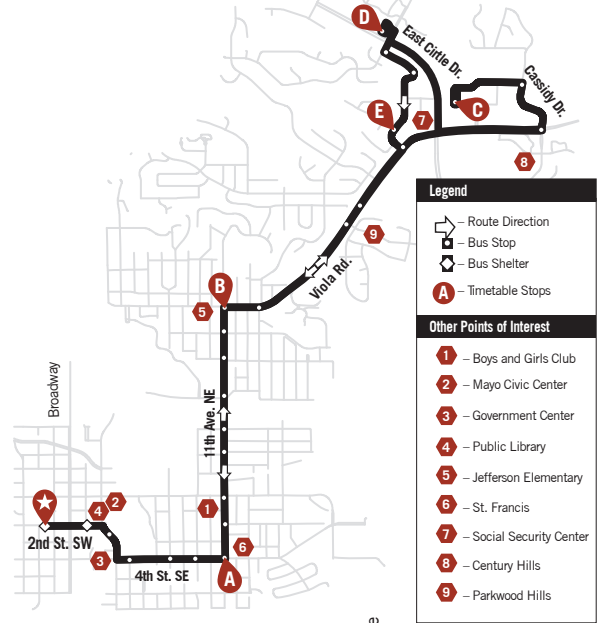 D
East Cirtle Dr.
Cassidy Dr.
E
7
C
8
9
Viola Rd.
B
5
11th Ave. NE
Broadway
1
4
2
2nd St. SW
3
6
4th St. SE
A
e
Legend
– Route Direction
– Bus Stop
– Bus Shelter
A – Timetable Stops
Other Points of Interest
1 – Boys and Girls Club
2 – Mayo Civic Center
3 – Government Center
4 – Public Library
5 – Jefferson Elementary
6 – St. Francis
7 – Social Security Center
8 – Century Hills
9 – Parkwood Hills